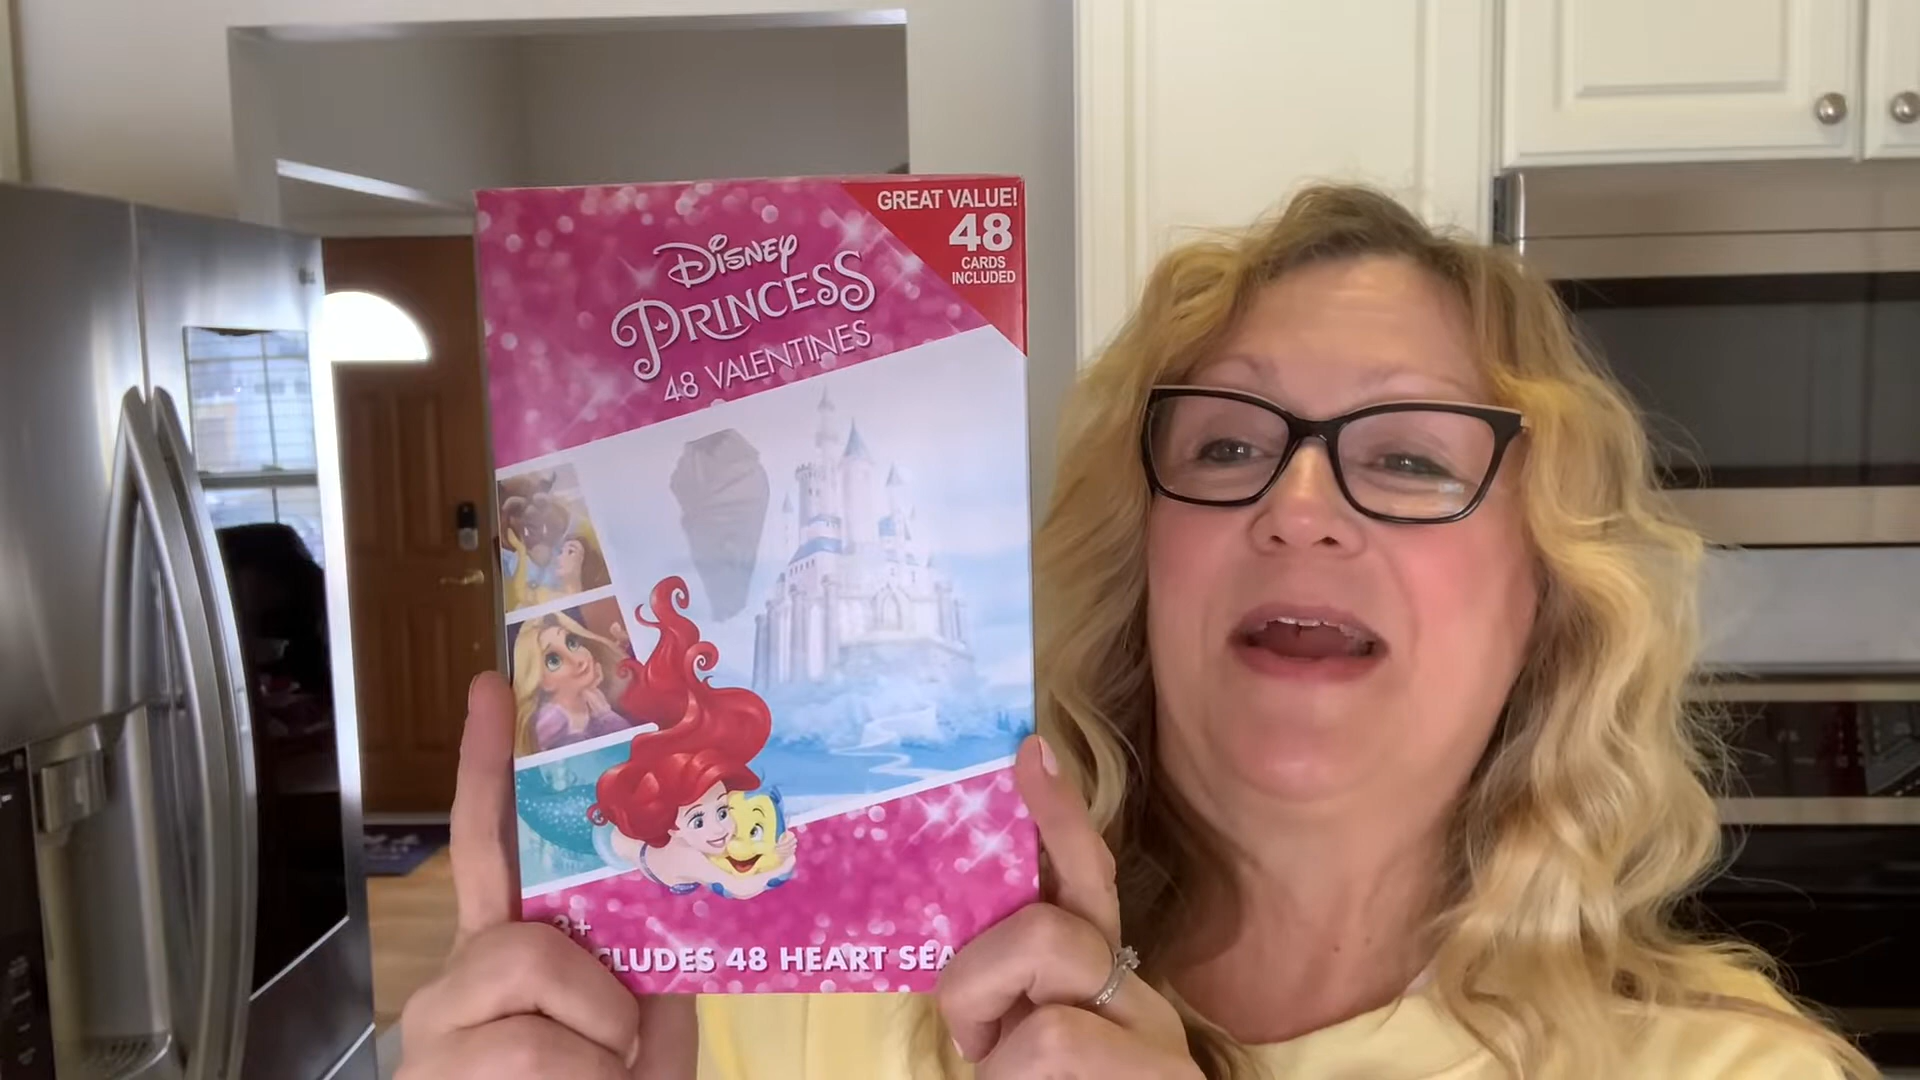 GREAT VALUE!
48
CARDS
INCLUDED
DISNEY
PRINCESS
48 VALENTINES
3+
CLUDES 48 HEART SEA